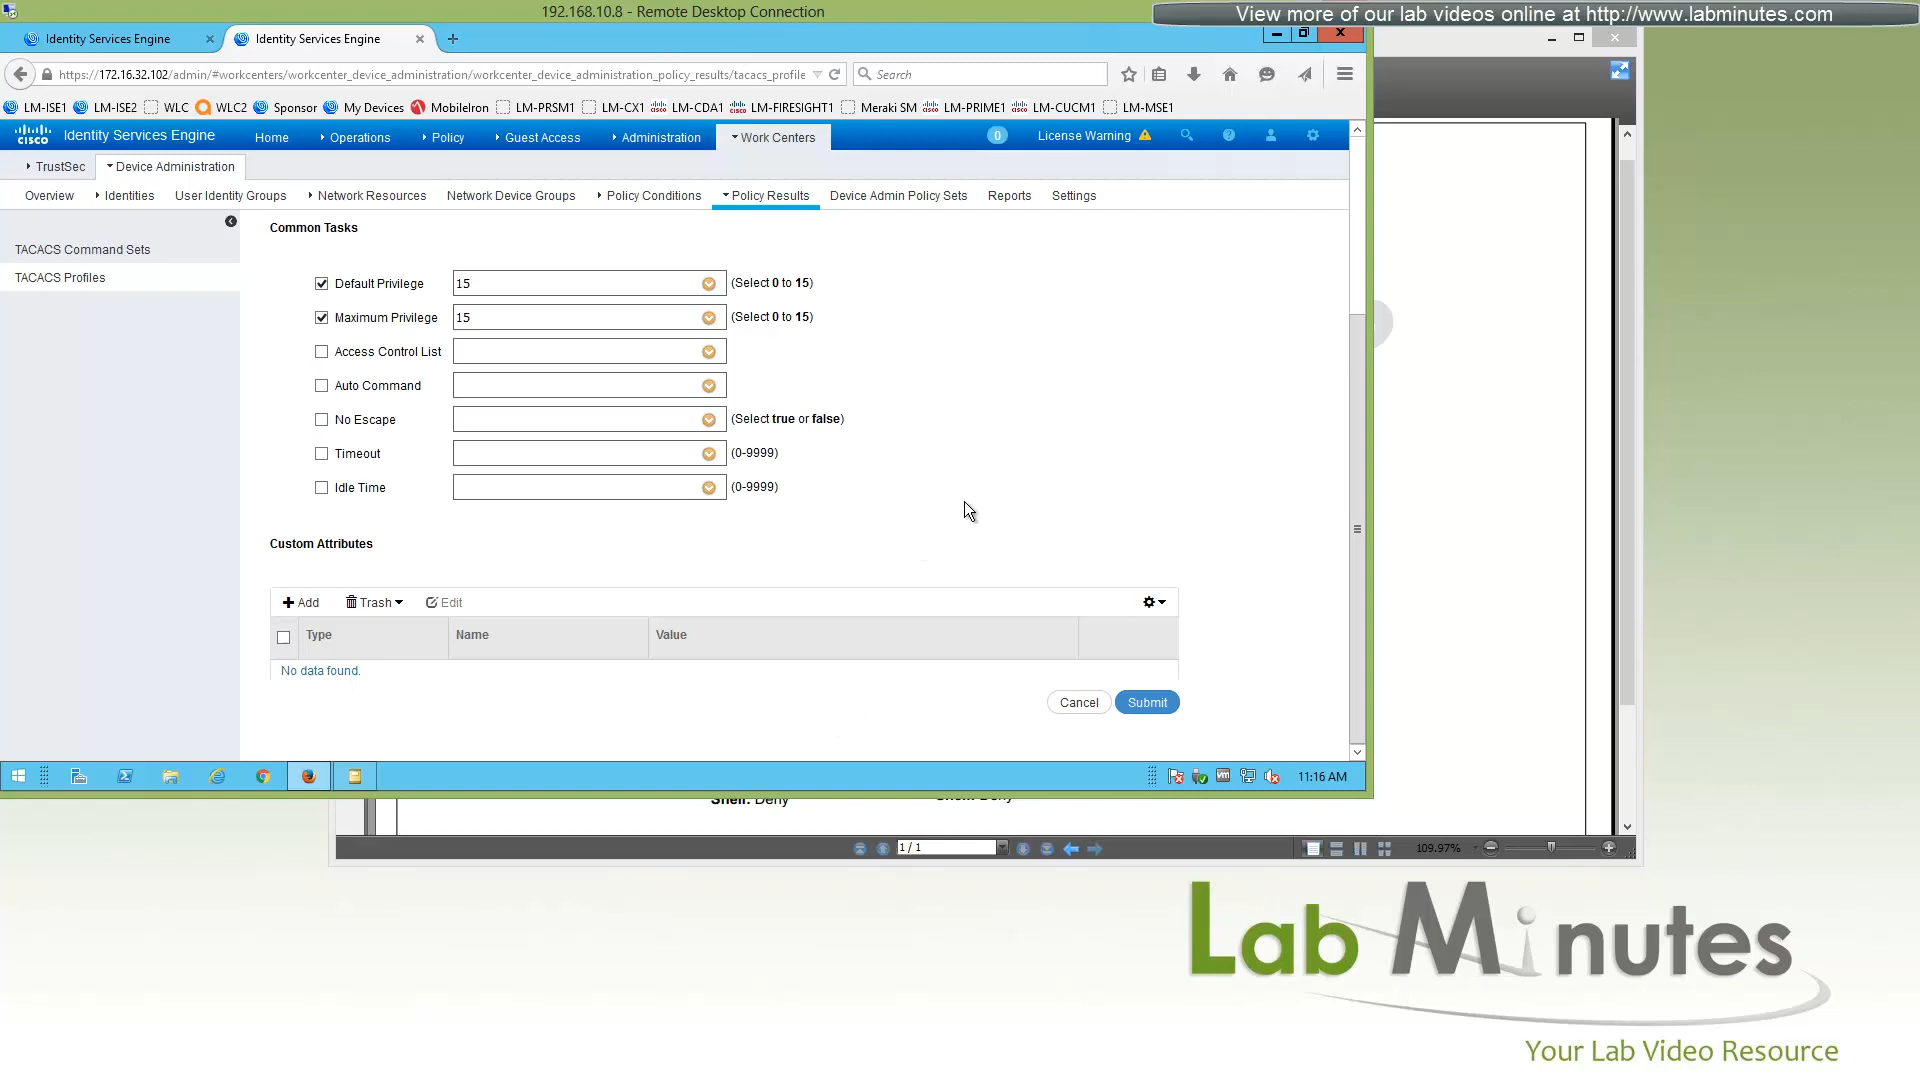 192.168.10.8 - Remote Desktop Connection
View more of our lab videos online at http://www.labminutes.com
Identity Services Engine
Identity Services Engine
https://172.16.32.102/admin/#workcenters/workcenter_device_administration/workcenter_device_administration_policy_results/tacacs_profile
Search
LM-ISE1 LM-ISE2 WLC WLC2 Sponsor My Devices MobileIron LM-PRSM1 LM-CX1 LM-CDA1 LM-FIRESIGHT1 Meraki SM LM-PRIME1 LM-CUCM1 LM-MSE1
cisco Identity Services Engine Home Operations Policy Guest Access Administration Work Centers 0 License Warning
TrustSec Device Administration
Overview Identities User Identity Groups Network Resources Network Device Groups Policy Conditions Policy Results Device Admin Policy Sets Reports Settings
TACACS Command Sets
TACACS Profiles
Common Tasks
Default Privilege 15 (Select 0 to 15)
Maximum Privilege 15 (Select 0 to 15)
Access Control List
Auto Command
No Escape (Select true or false)
Timeout (0-9999)
Idle Time (0-9999)
Custom Attributes
Add Trash Edit
Type Name Value
No data found.
Cancel Submit
11:16 AM
Shell: Deny
1 / 1
109.97%
Lab Minutes
Your Lab Video Resource